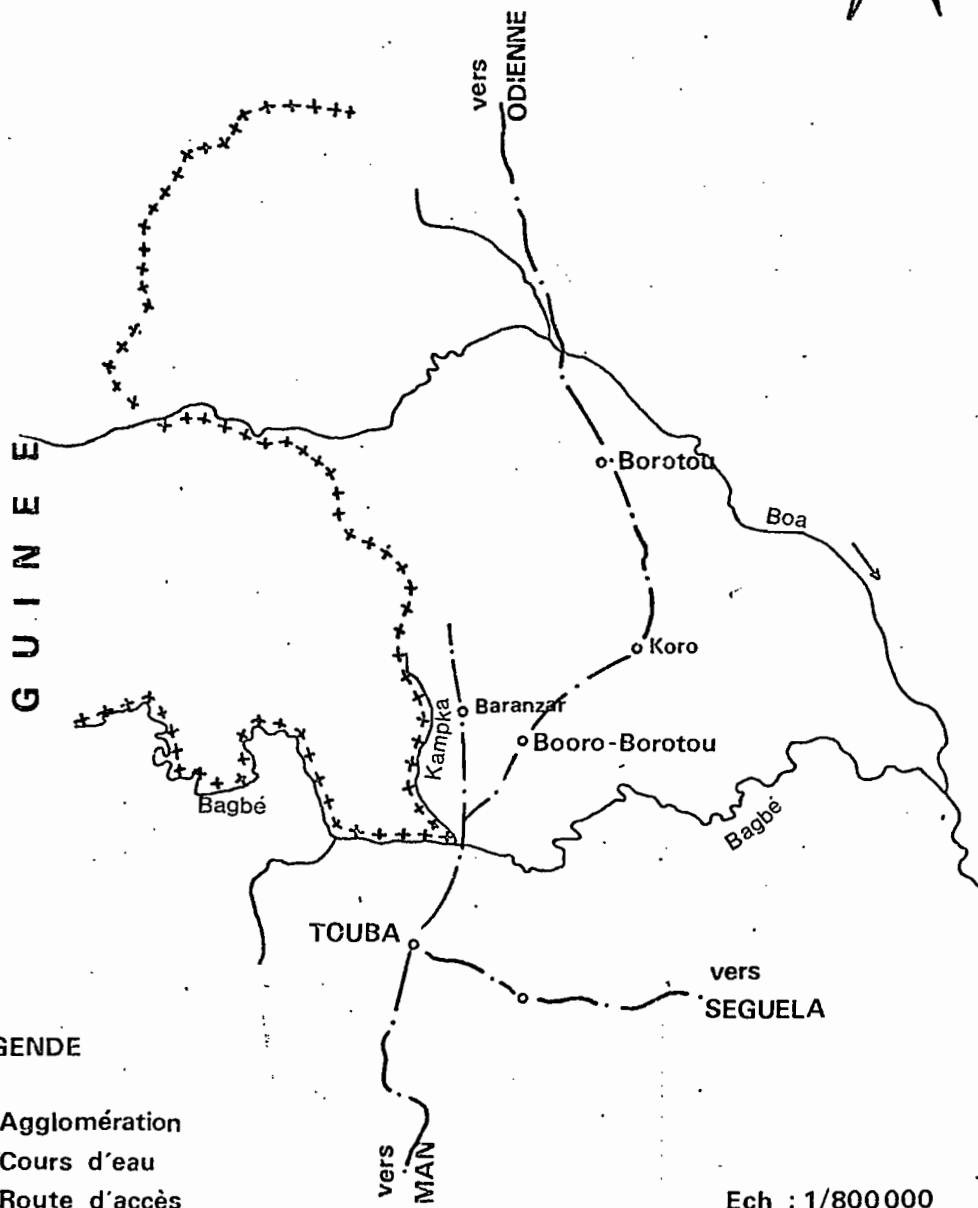 vers
ODIENNE
GUINEE
Borotou
Boa
Koro
Baranzar
Kampka
Booro-Borotou
Bagbé
Bagbé
TOUBA
vers
SEGUELA
GENDE
Agglomération
Cours d'eau
Route d'accès
vers
MAN
Ech : 1/800000